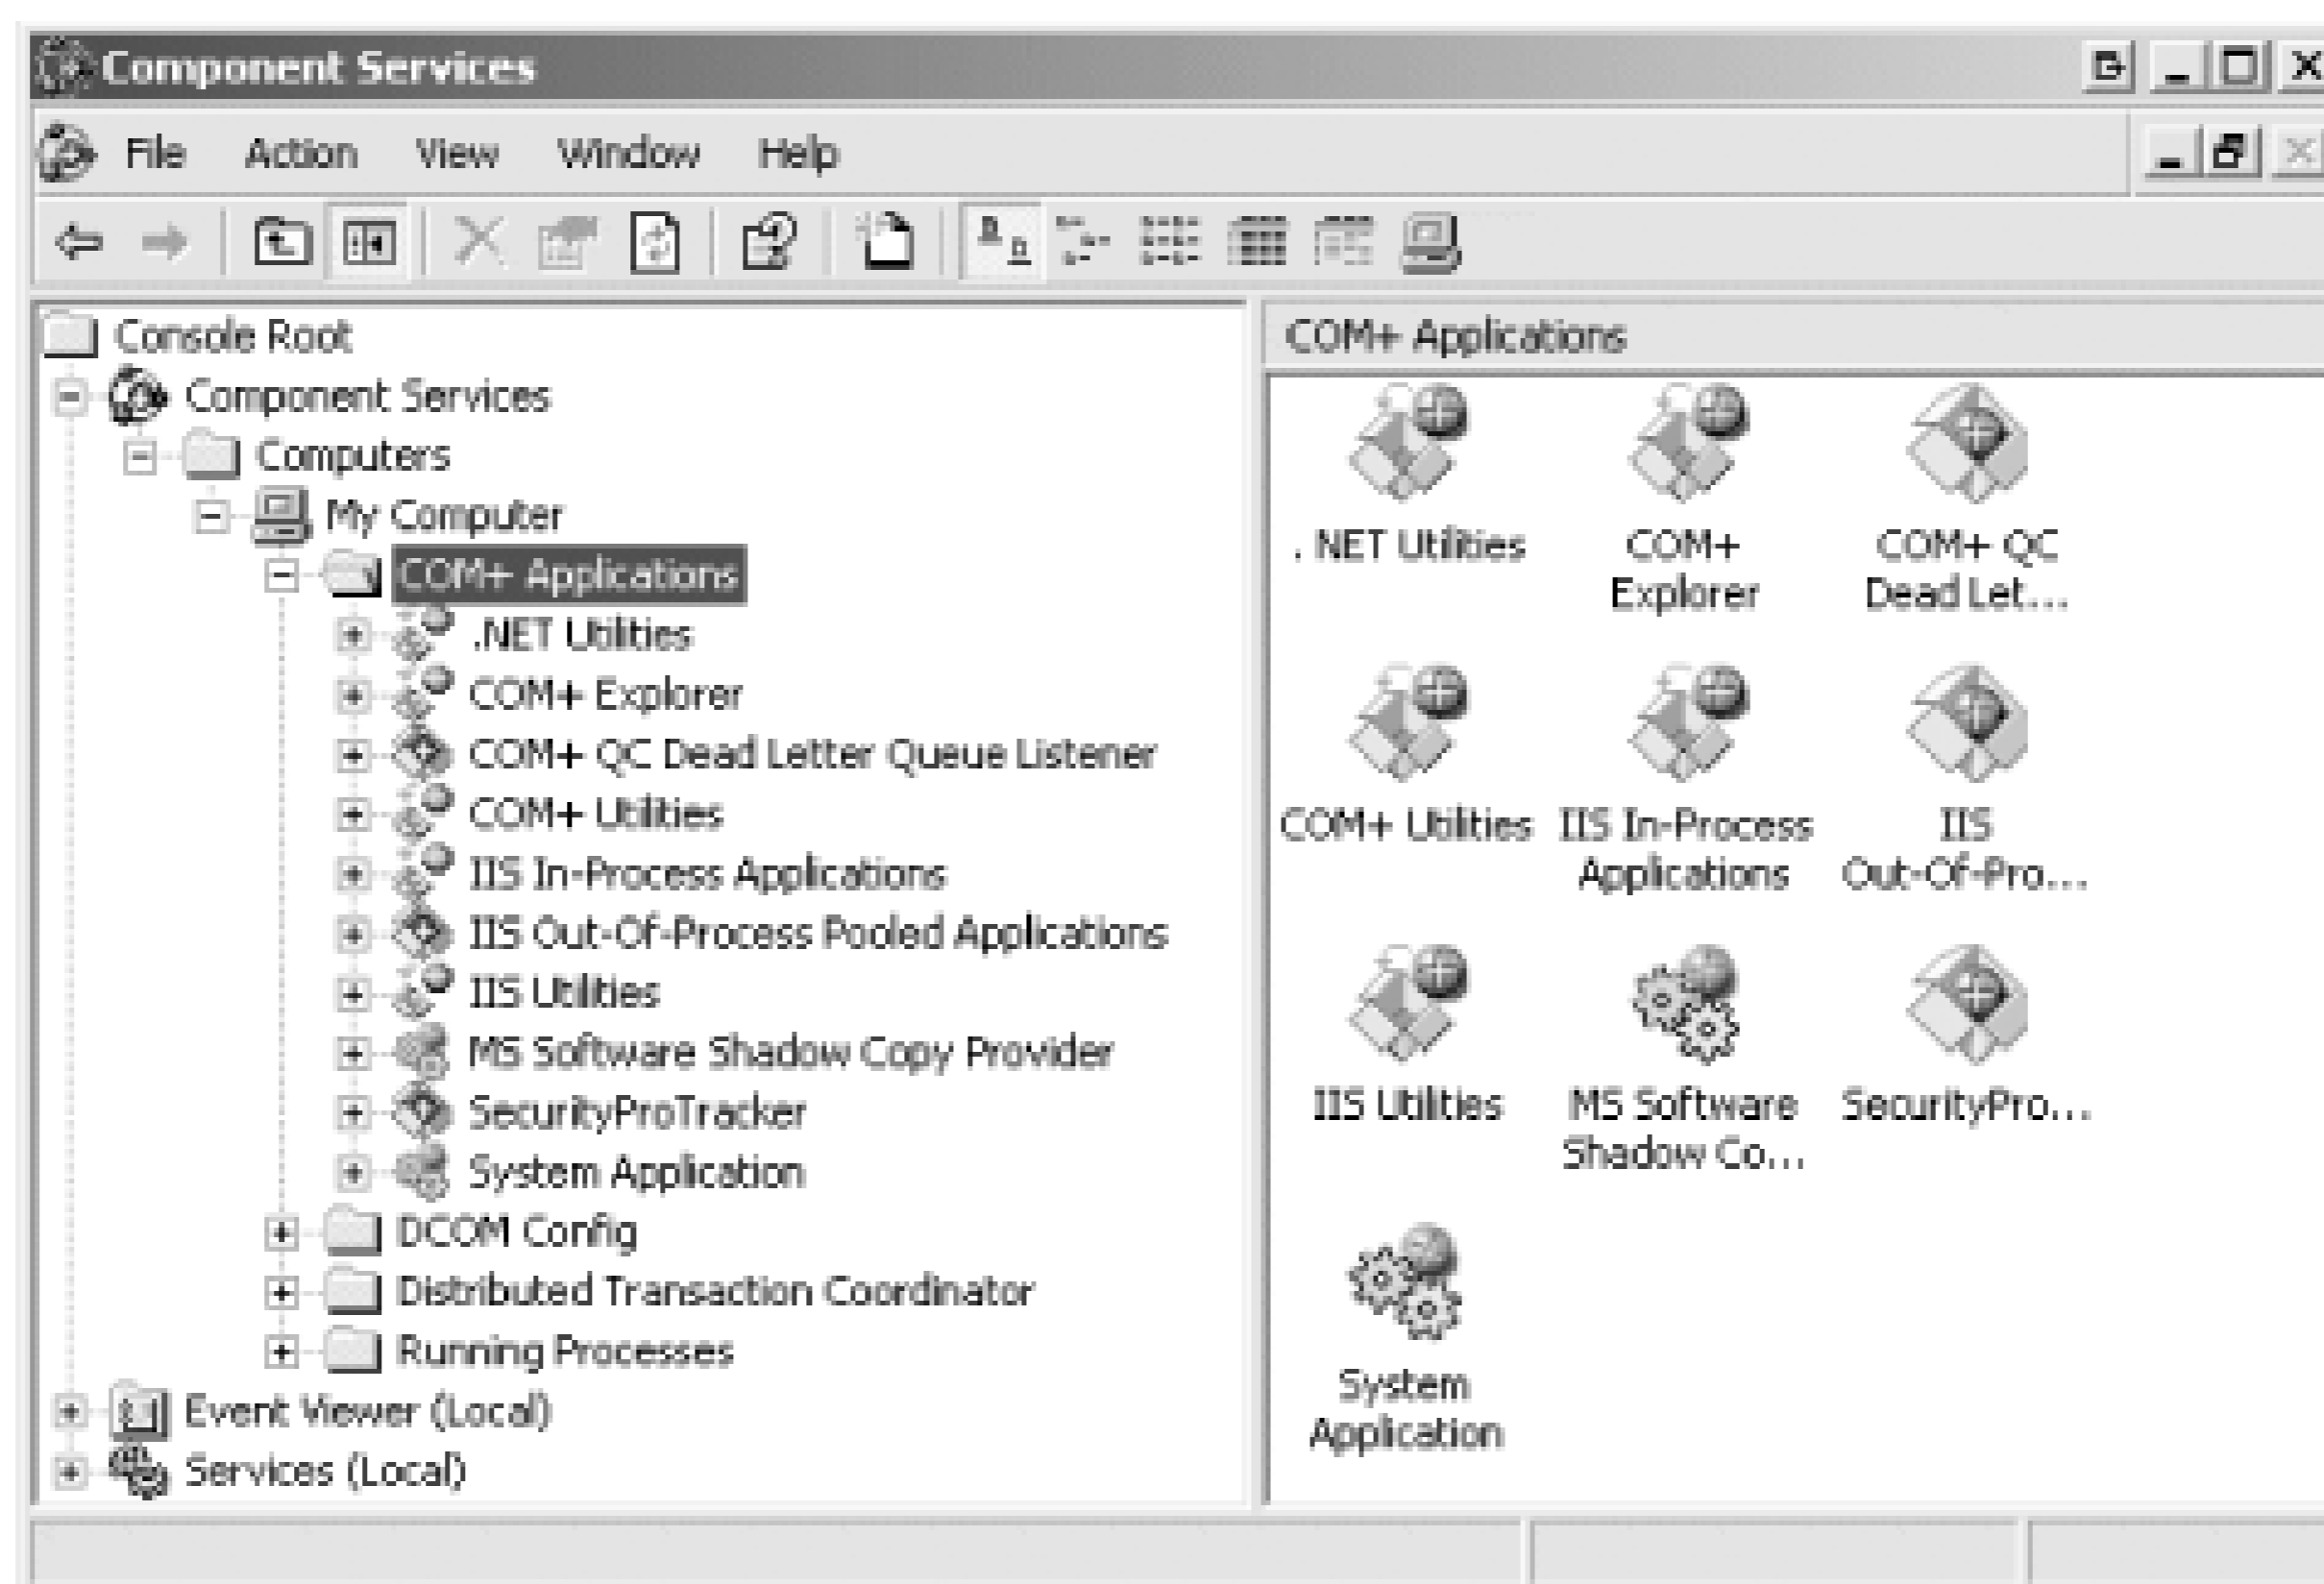 Component Services
File Action View Window Help
Console Root
Component Services
Computers
My Computer
COM+ Applications
.NET Utilities
COM+ Explorer
COM+ QC Dead Letter Queue Listener
COM+ Utilities
IIS In-Process Applications
IIS Out-Of-Process Pooled Applications
IIS Utilities
MS Software Shadow Copy Provider
SecurityProTracker
System Application
DCOM Config
Distributed Transaction Coordinator
Running Processes
Event Viewer (Local)
Services (Local)
COM+ Applications
. NET Utilities
COM+
Explorer
COM+ QC
Dead Let...
COM+ Utilities
IIS In-Process
Applications
IIS
Out-Of-Pro...
IIS Utilities
MS Software
Shadow Co...
SecurityPro...
System
Application